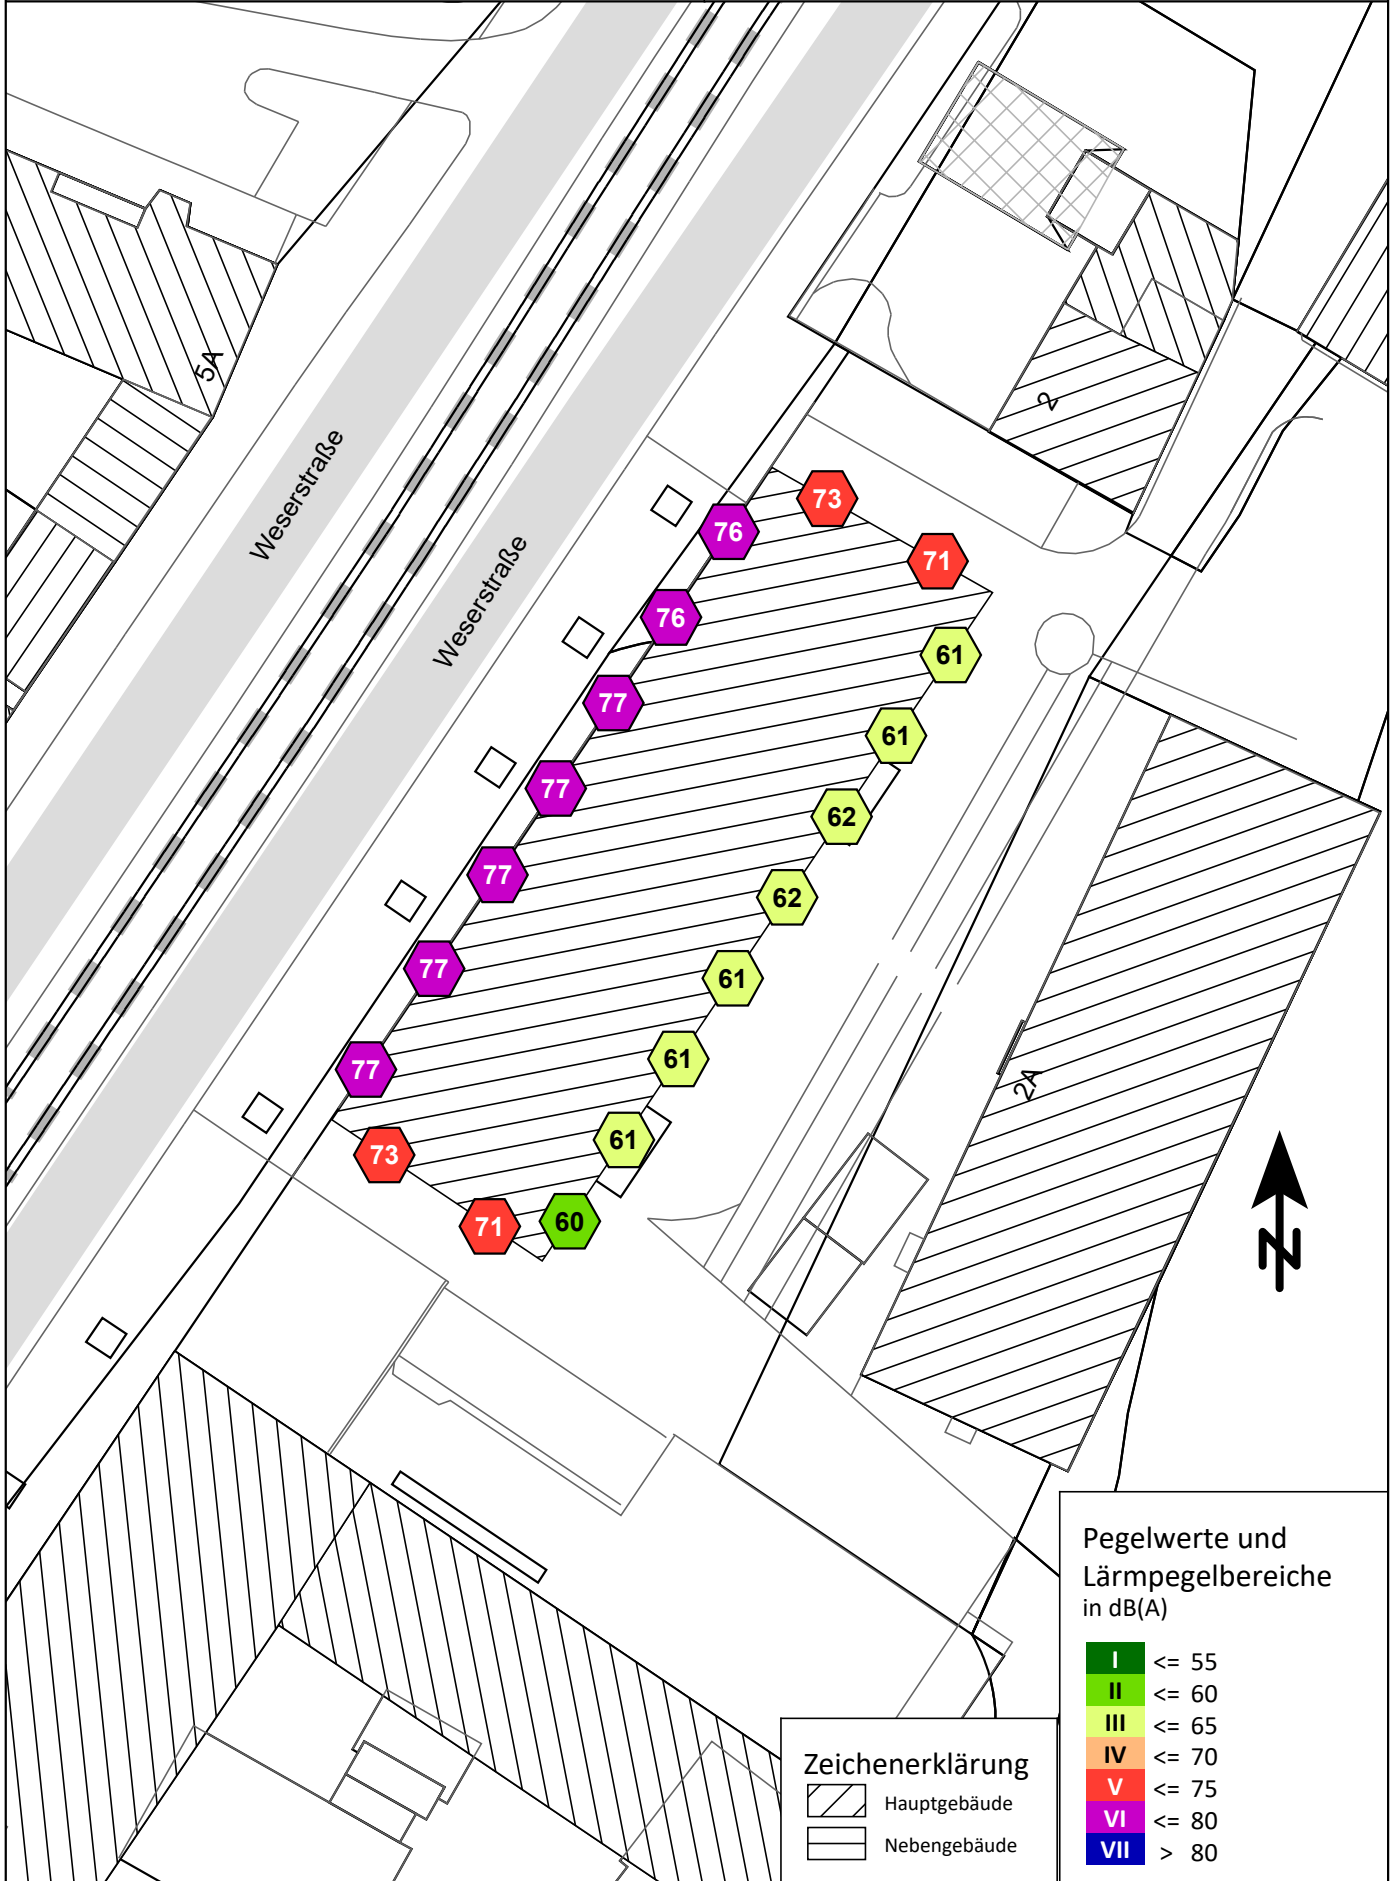 5A
Weserstraße
Weserstraße
2
73
76
71
76
61
77
61
77
62
77
62
77
61
61
77
2A
61
73
60
71
Pegelwerte und
Lärmpegelbereiche
in dB(A)
I <= 55
II <= 60
III <= 65
IV <= 70
V <= 75
VI <= 80
VII > 80
Zeichenerklärung
Hauptgebäude
Nebengebäude
N